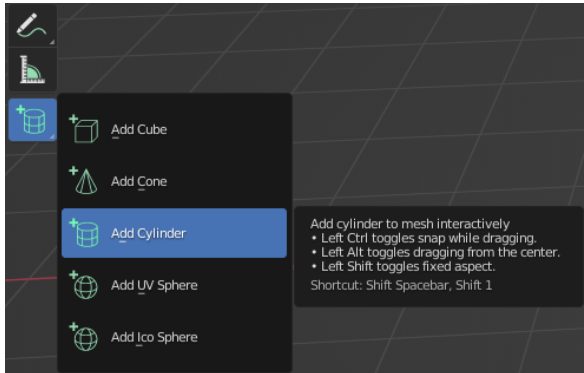 Add Cube
Add Cone
Add Cylinder
Add UV Sphere
Add Ico Sphere
Add cylinder to mesh interactively
• Left Ctrl toggles snap while dragging.
• Left Alt toggles dragging from the center.
• Left Shift toggles fixed aspect.
Shortcut: Shift Spacebar, Shift 1